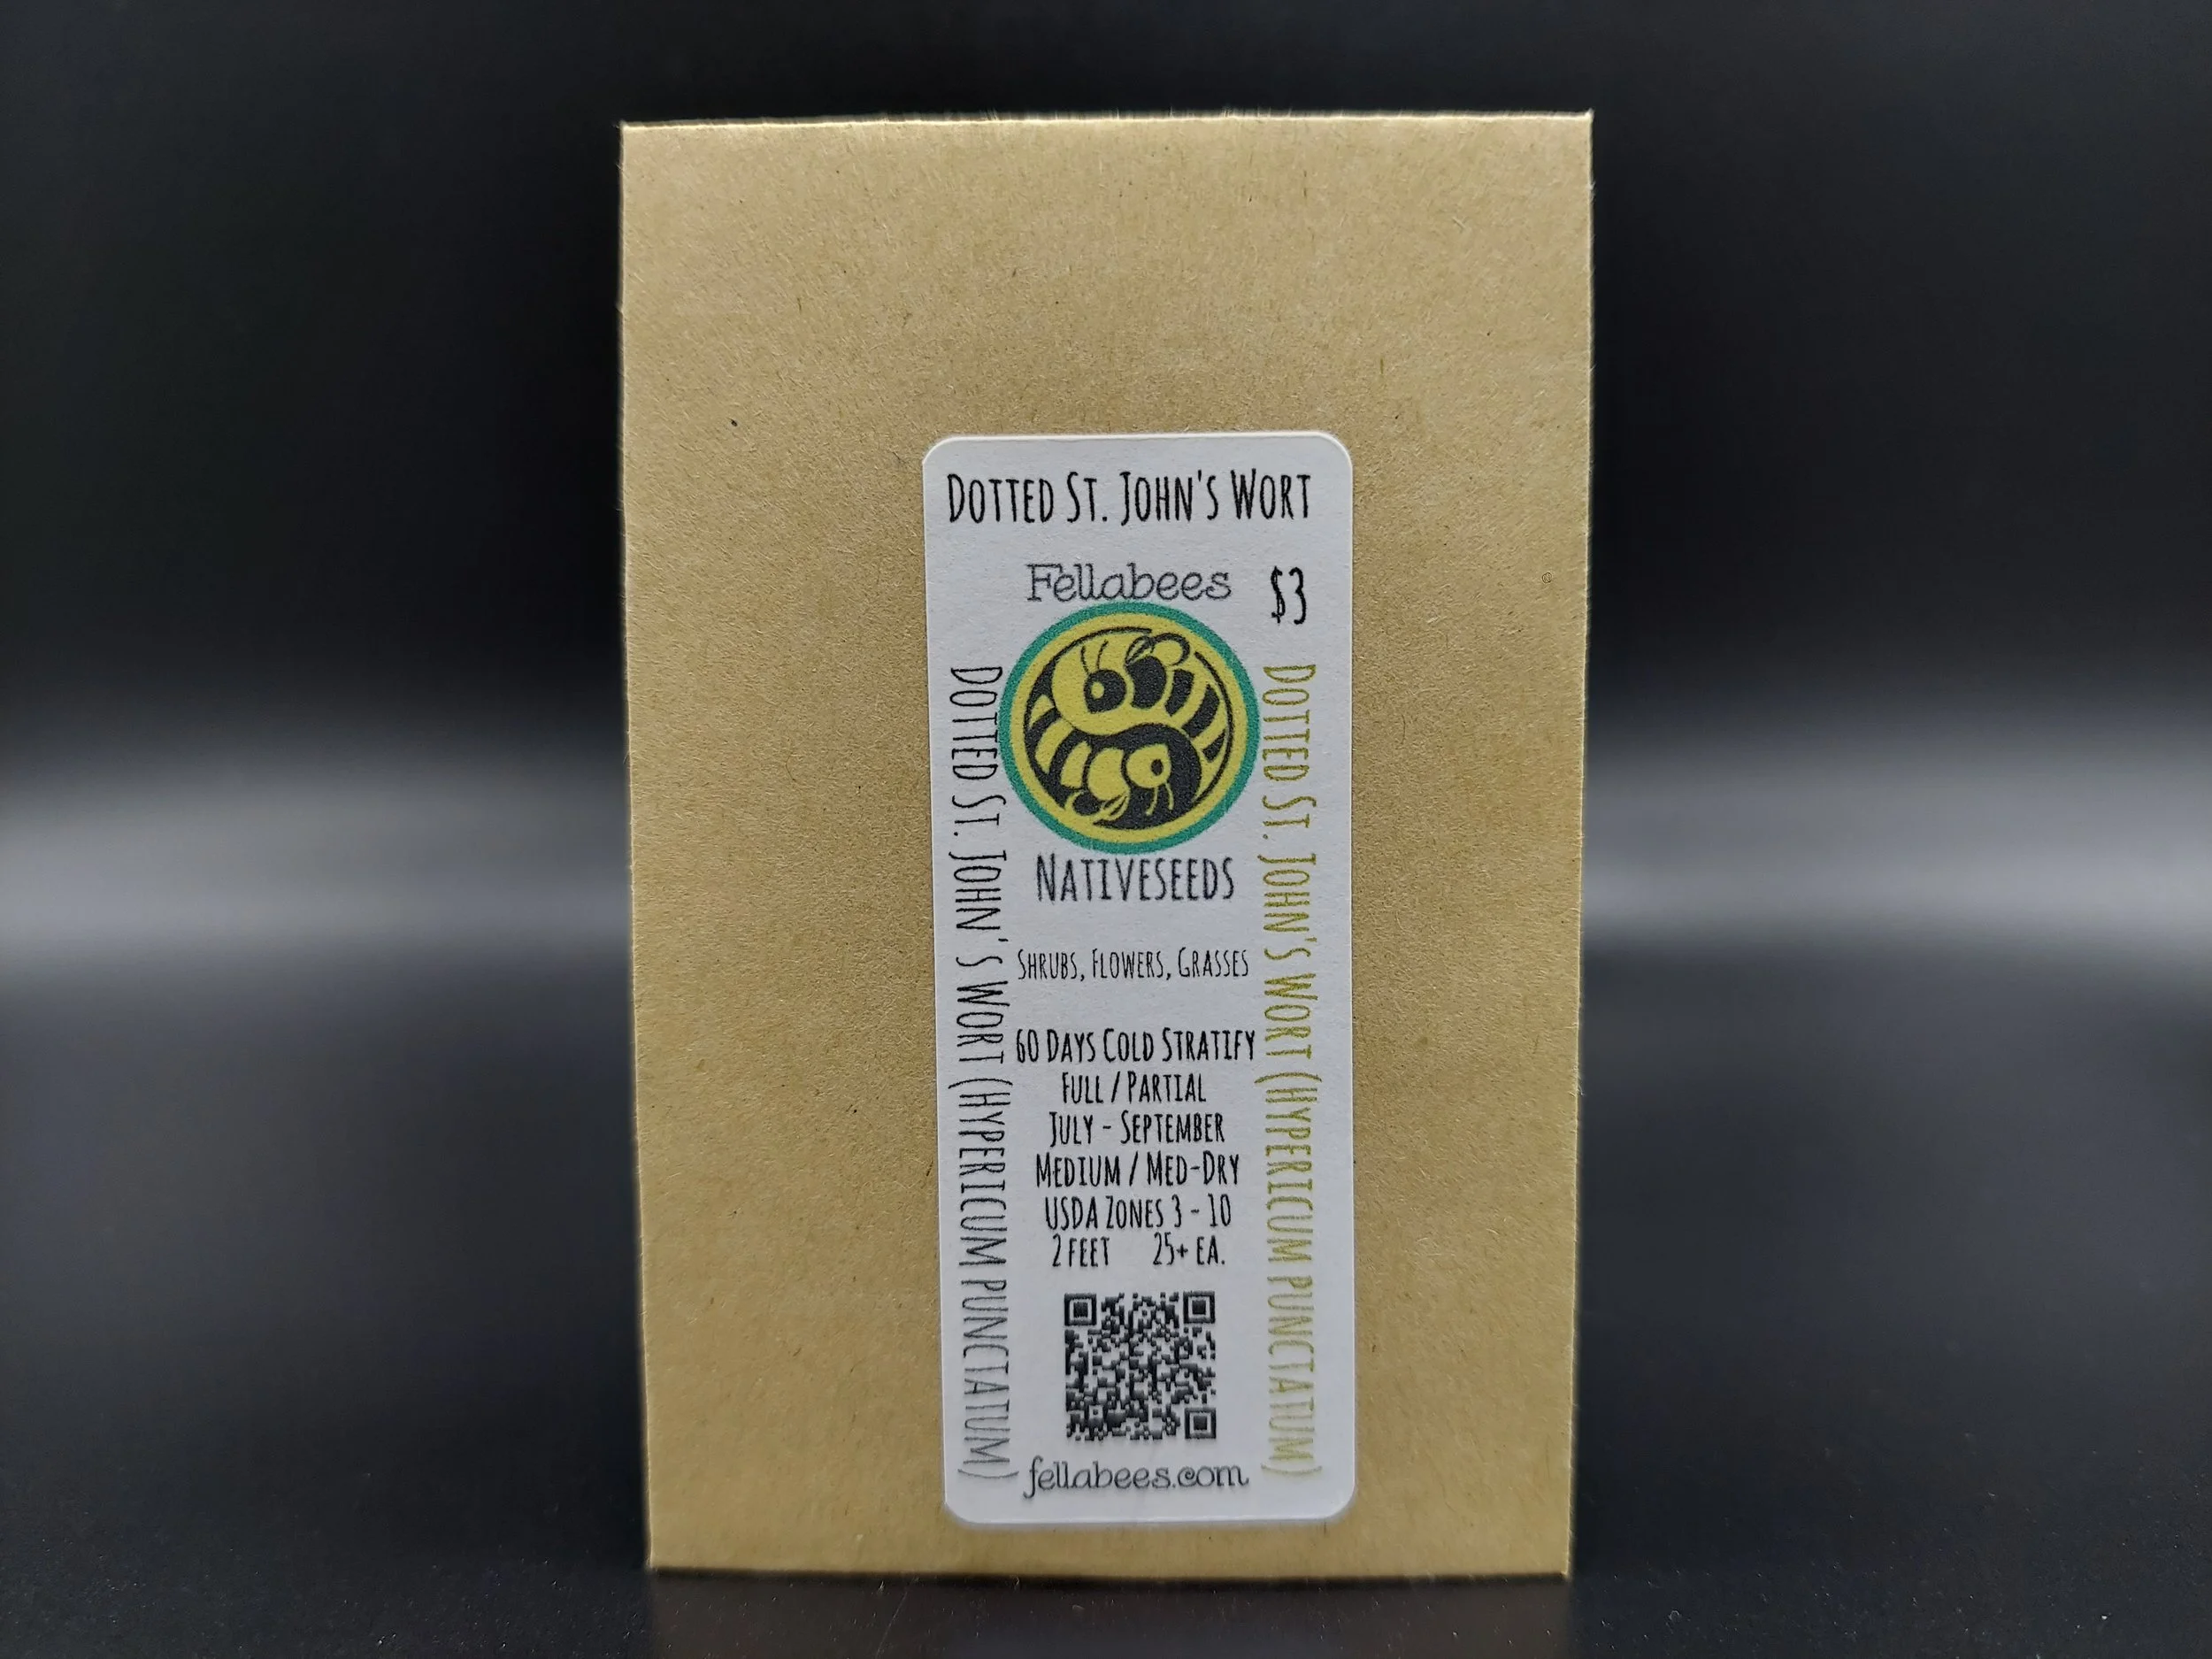 Dotted St. John's Wort
Fellabees
$3
Dotted St. John's Wort (Hypericum punctatum)
Dotted St. John's Wort (Hypericum punctatum)
Nativeseeds
Shrubs, Flowers, Grasses
60 Days Cold Stratify
Full / Partial
July - September
Medium / Med-Dry
USDA Zones 3 - 10
2 feet 25+ ea.
fellabees.com